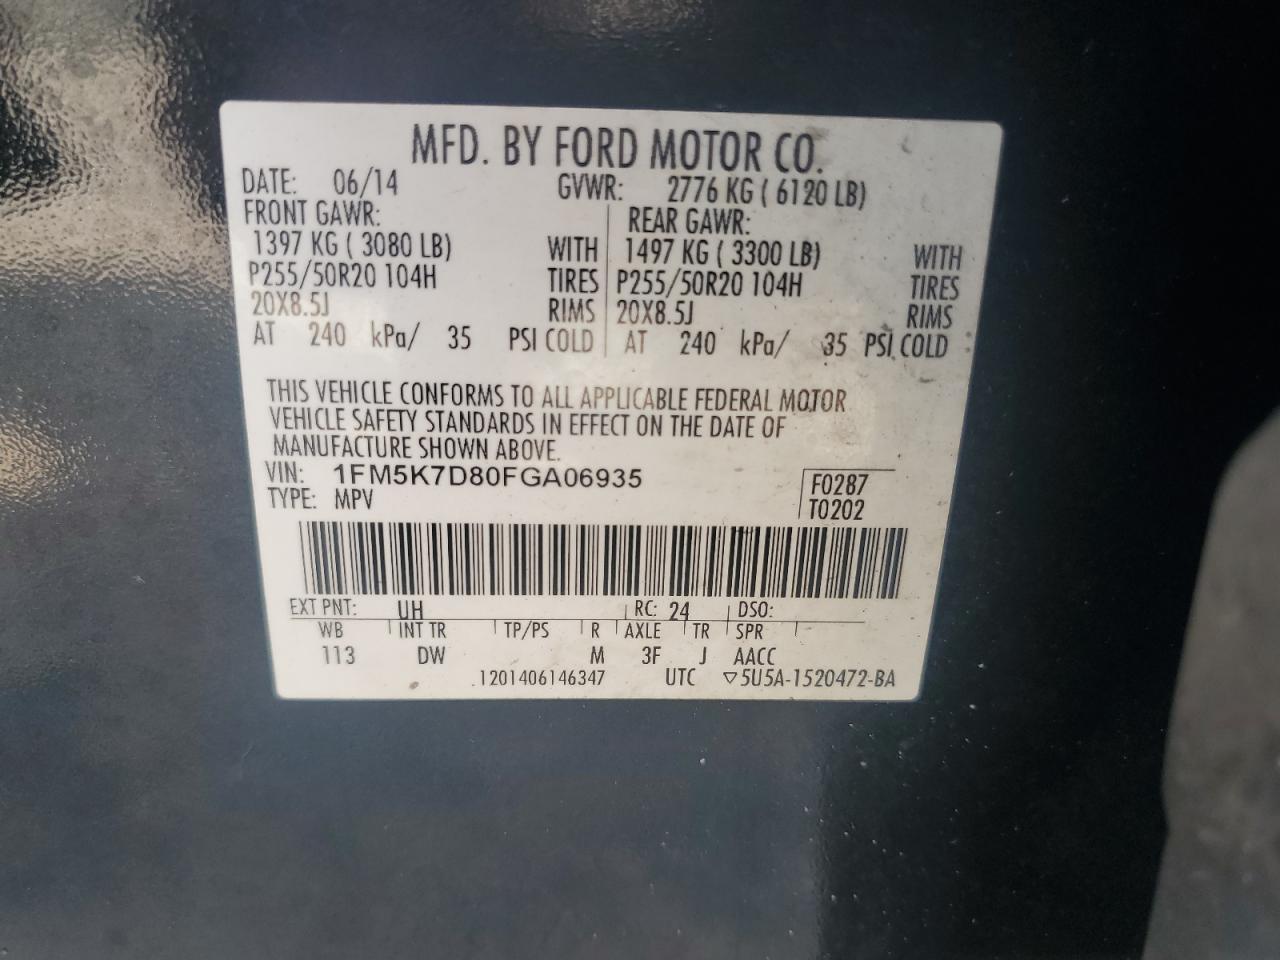 MFD. BY FORD MOTOR CO.
DATE: 06/14 GVWR: 2776 KG ( 6120 LB)
FRONT GAWR: REAR GAWR:
1397 KG ( 3080 LB) WITH 1497 KG ( 3300 LB) WITH
P255/50R20 104H TIRES P255/50R20 104H TIRES
20X8.5J RIMS 20X8.5J RIMS
AT 240 kPa/ 35 PSI COLD AT 240 kPa/ 35 PSI COLD
THIS VEHICLE CONFORMS TO ALL APPLICABLE FEDERAL MOTOR
VEHICLE SAFETY STANDARDS IN EFFECT ON THE DATE OF
MANUFACTURE SHOWN ABOVE.
VIN: 1FM5K7D80FGA06935 F0287
TYPE: MPV T0202
EXT PNT: UH RC: 24 DSO:
WB INT TR TP/PS R AXLE TR SPR
113 DW M 3F J AACC
1201406146347 UTC ▽5U5A-1520472-BA